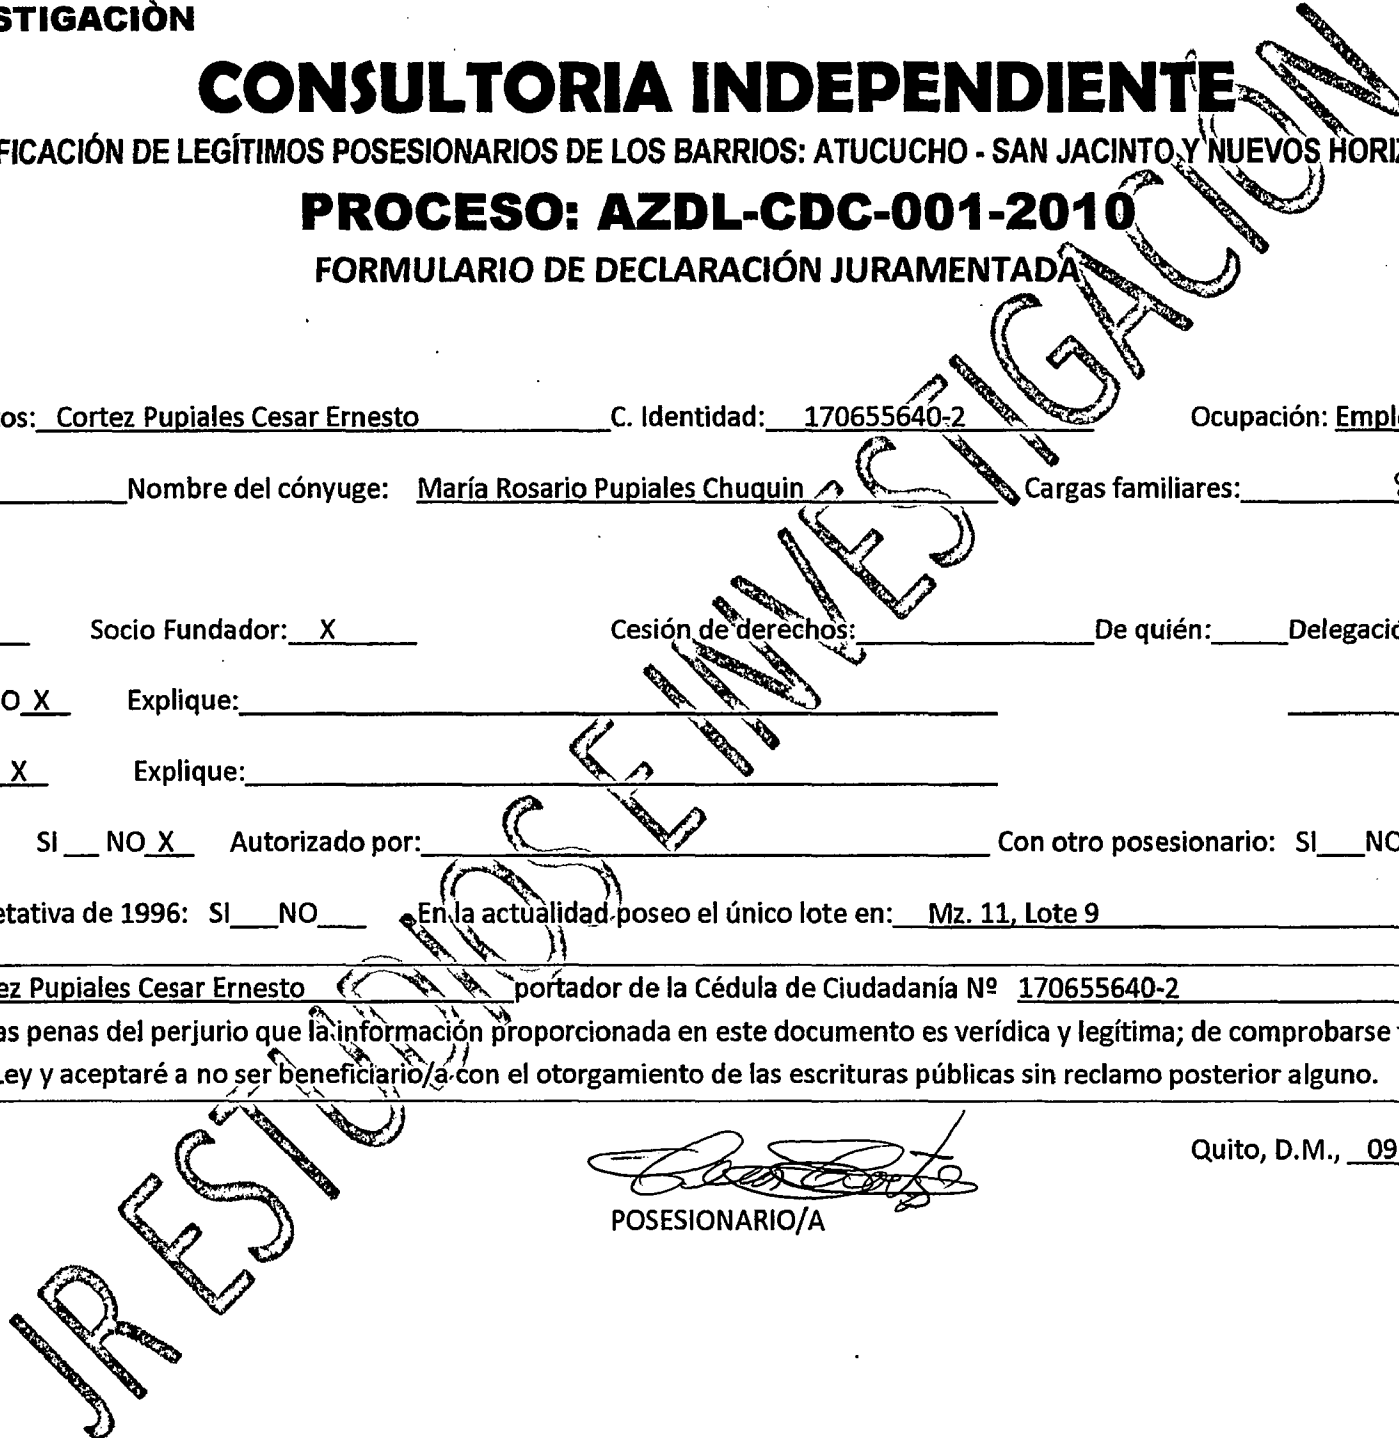 STIGACIÒN
CONSULTORIA INDEPENDIENTE
FICACIÓN DE LEGÍTIMOS POSESIONARIOS DE LOS BARRIOS: ATUCUCHO - SAN JACINTO Y NUEVOS HORIZ
PROCESO: AZDL-CDC-001-2010
FORMULARIO DE DECLARACIÓN JURAMENTADA
os: Cortez Pupiales Cesar Ernesto C. Identidad: 170655640-2 Ocupación: Empl
Nombre del cónyuge: María Rosario Pupiales Chuquin Cargas familiares:
Socio Fundador: X Cesión de derechos: De quién: Delegació
O X Explique:
X Explique:
SI NO X Autorizado por: Con otro posesionario: SI NO
etativa de 1996: SI NO En la actualidad poseo el único lote en: Mz. 11, Lote 9
ez Pupiales Cesar Ernesto portador de la Cédula de Ciudadanía Nº 170655640-2
as penas del perjurio que la información proporcionada en este documento es verídica y legítima; de comprobarse
Ley y aceptaré a no ser beneficiario/a con el otorgamiento de las escrituras públicas sin reclamo posterior alguno.
Quito, D.M., 09
POSESIONARIO/A
JR ESTUDIOS E INVESTIGACION